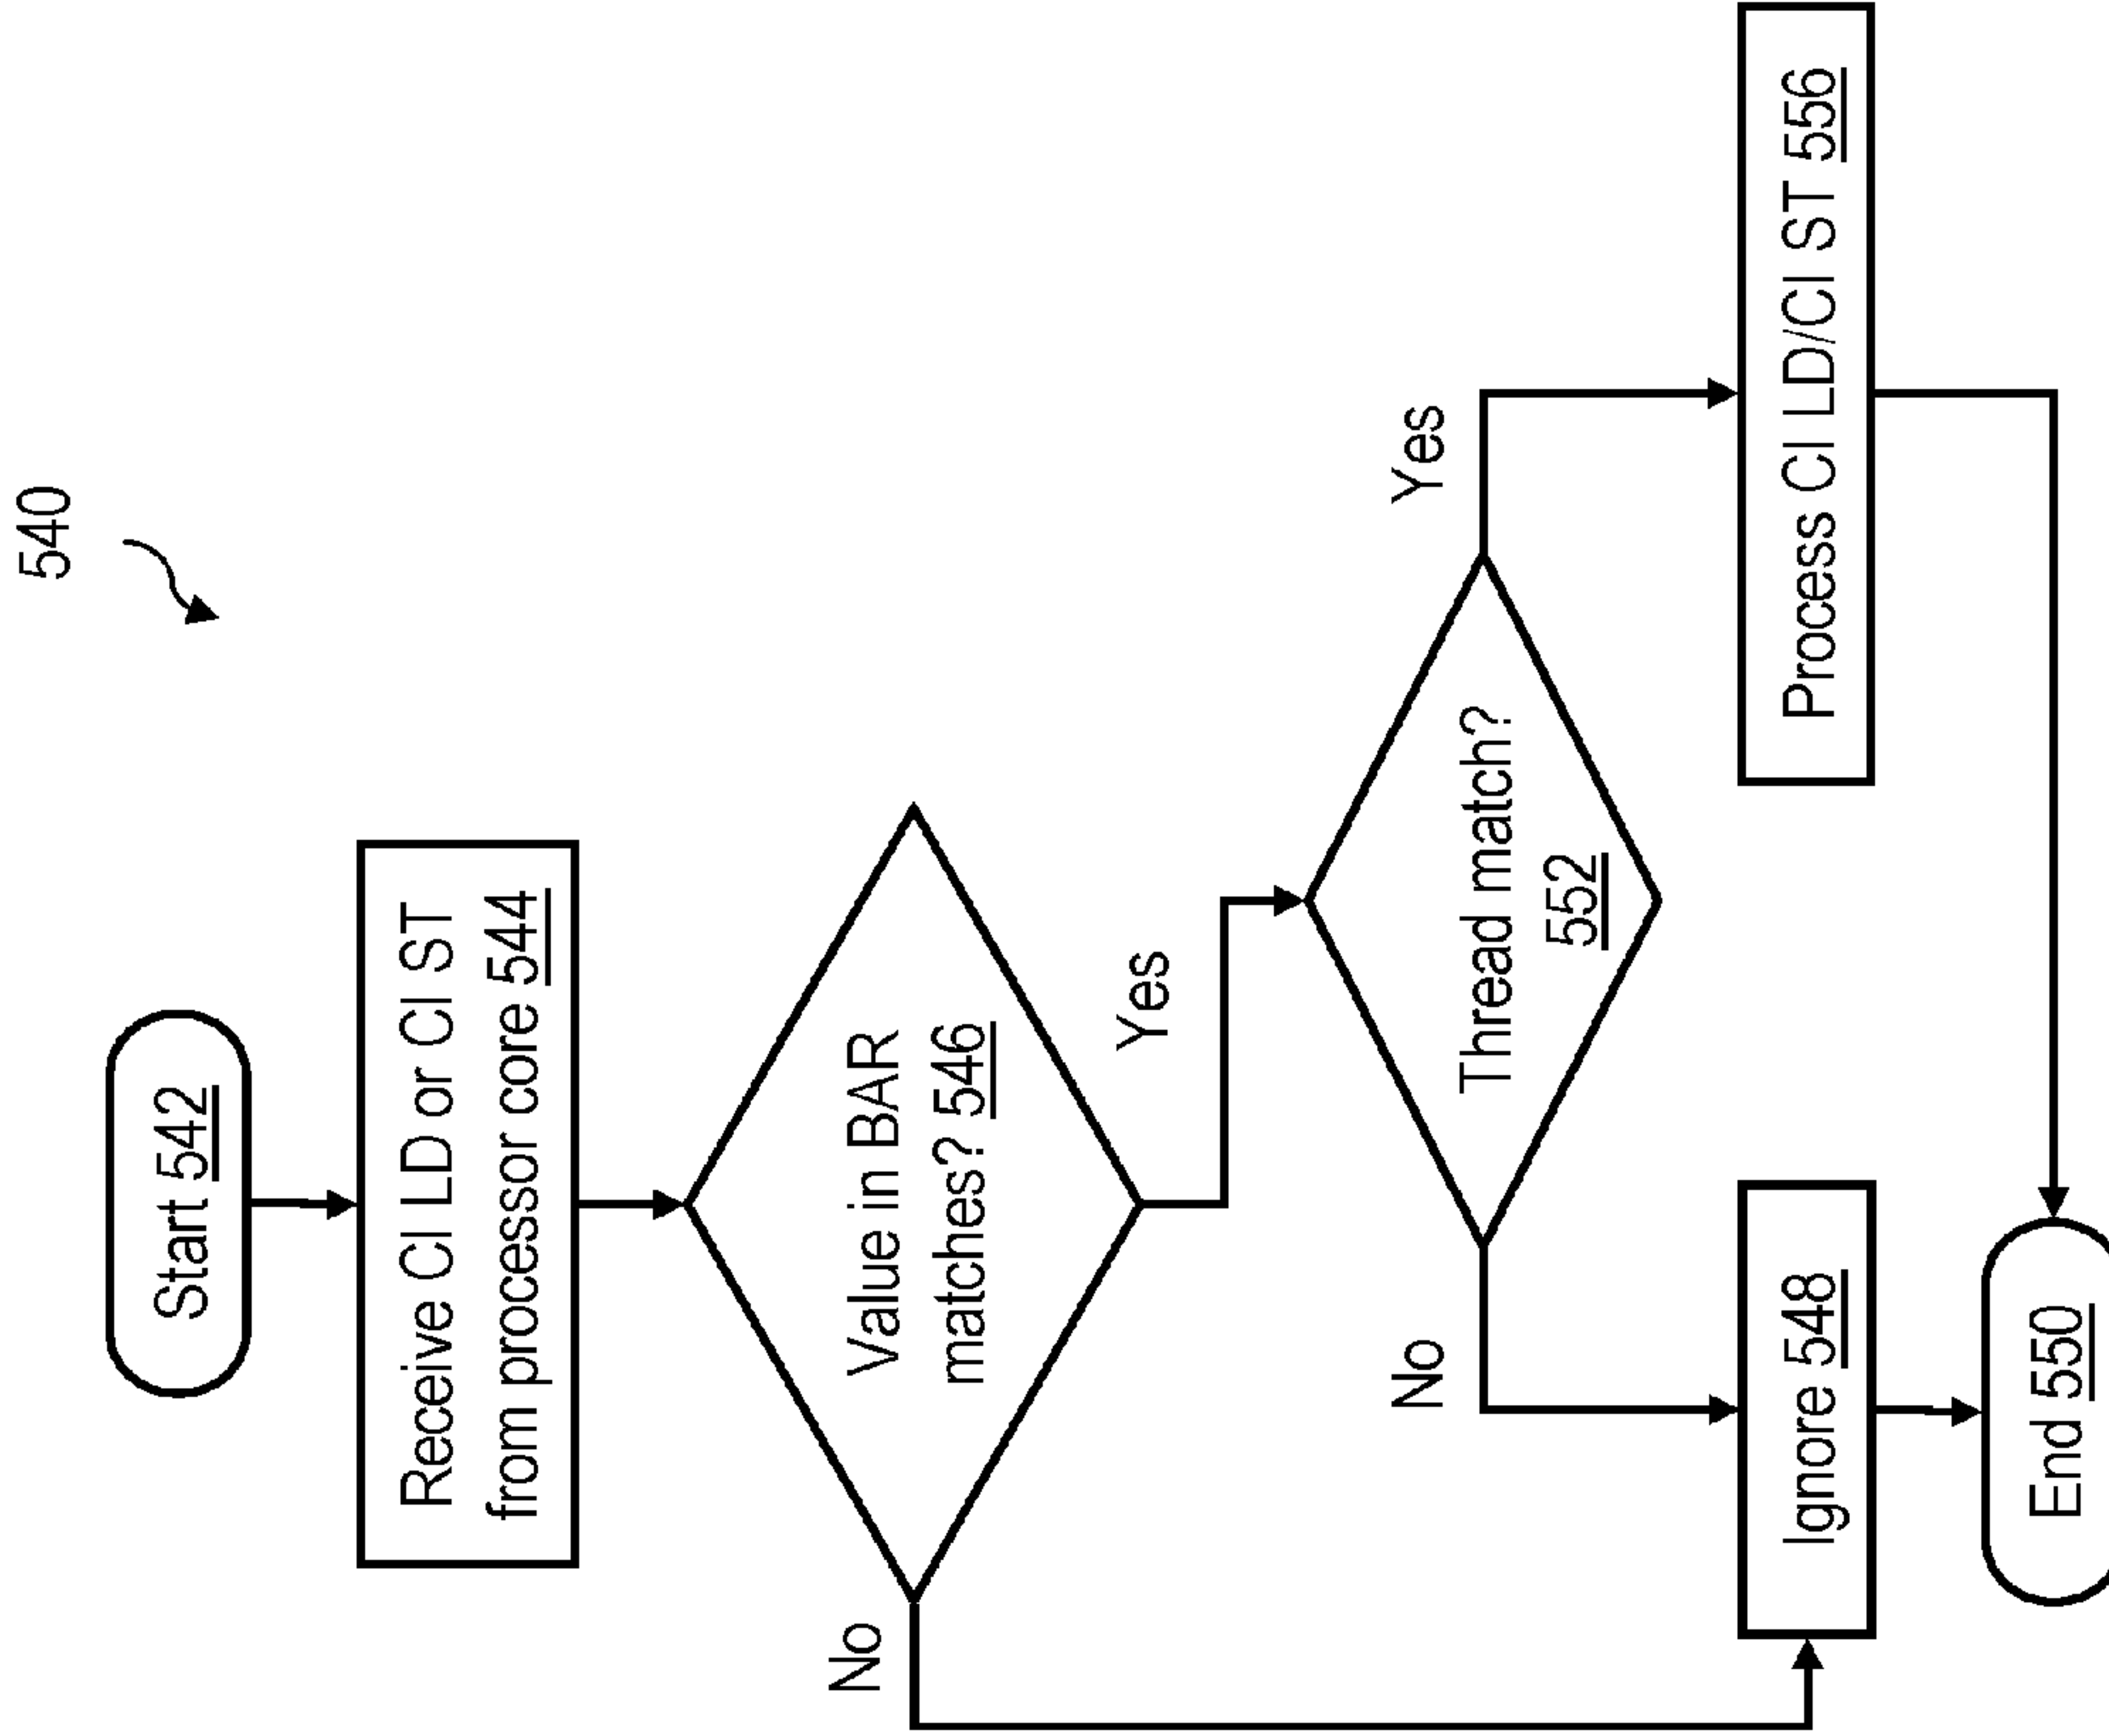 540
Start 542
Receive CI LD or CI ST
from processor core 544
Value in BAR
matches? 546
No
Yes
Thread match?
552
No
Yes
Ignore 548
Process CI LD/CI ST 556
End 550